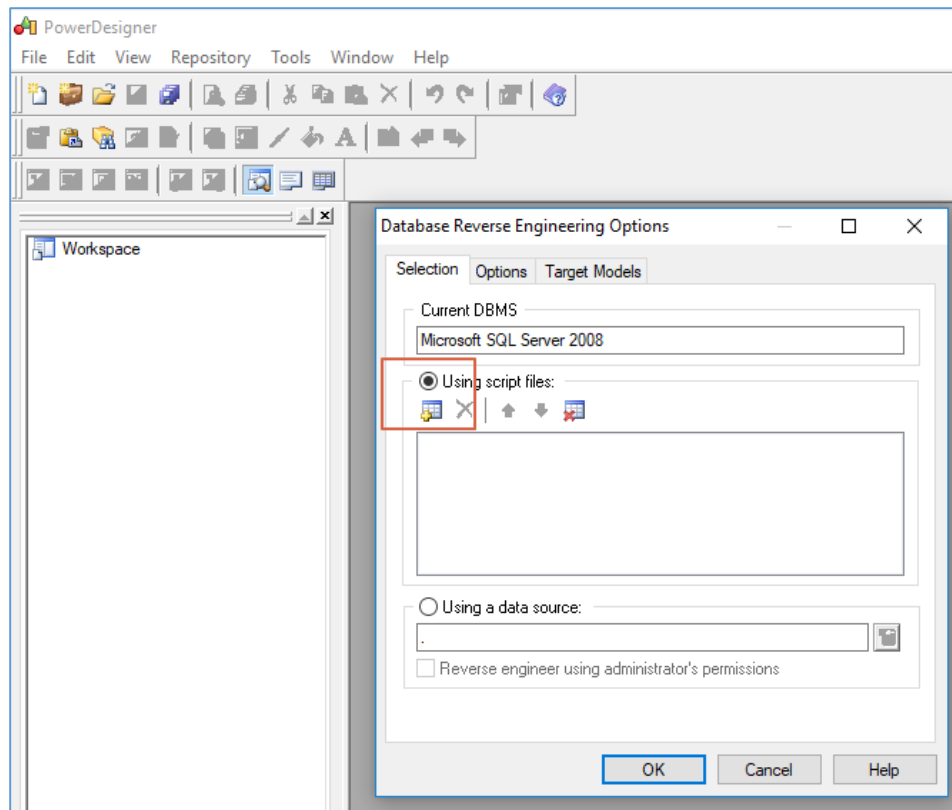 PowerDesigner
File Edit View Repository Tools Window Help
Workspace
Database Reverse Engineering Options
Selection Options Target Models
Current DBMS
Microsoft SQL Server 2008
Using script files:
Using a data source:
.
Reverse engineer using administrator's permissions
OK Cancel Help